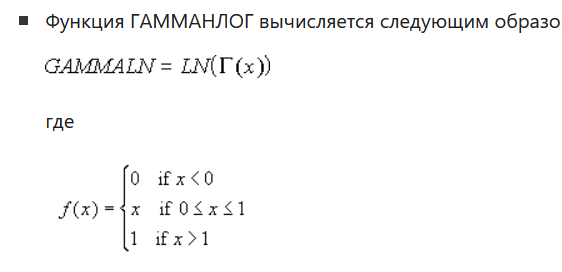 Функция ГАММАНЛОГ вычисляется следующим образо
GAMMALN = LN(Γ(x))
где
f(x) = {0 if x < 0
x if 0 ≤ x ≤ 1
1 if x > 1